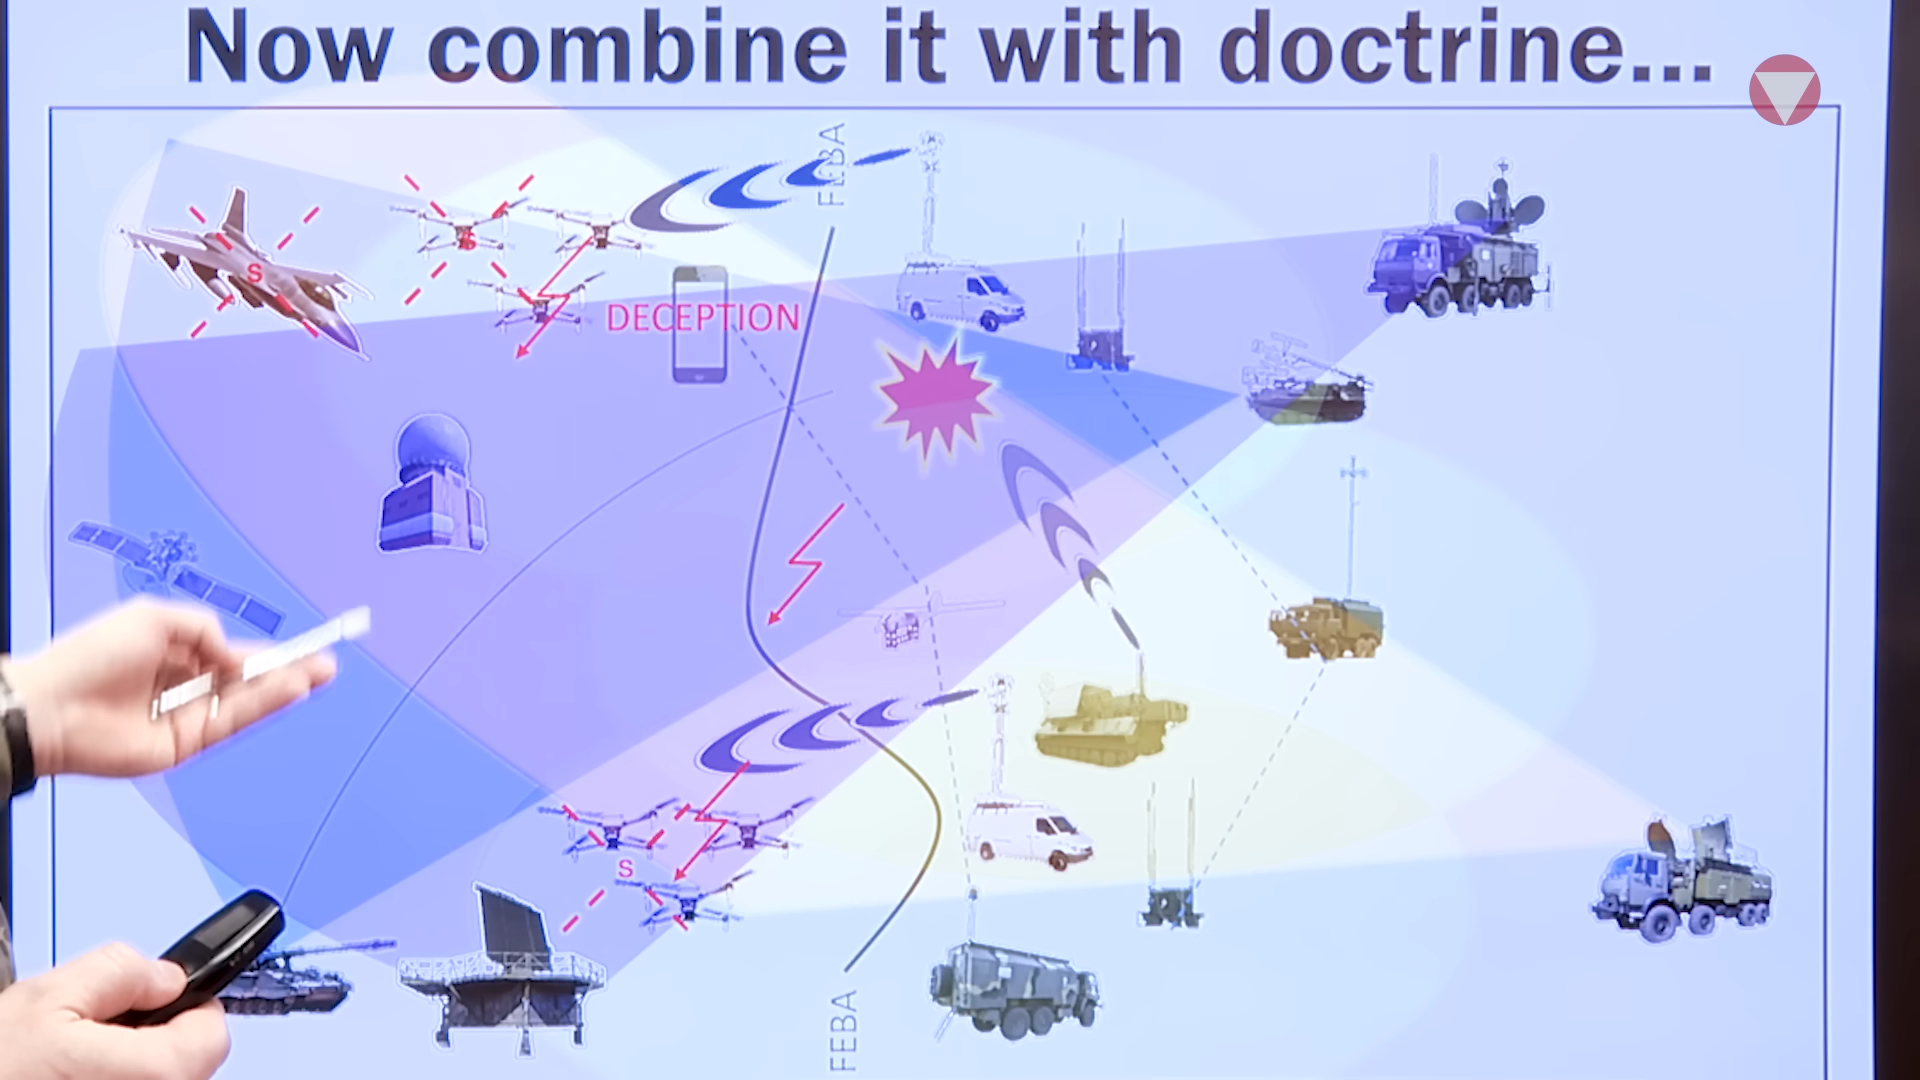 Now combine it with doctrine...
FEBA
S
S
DECEPTION
S
FEBA